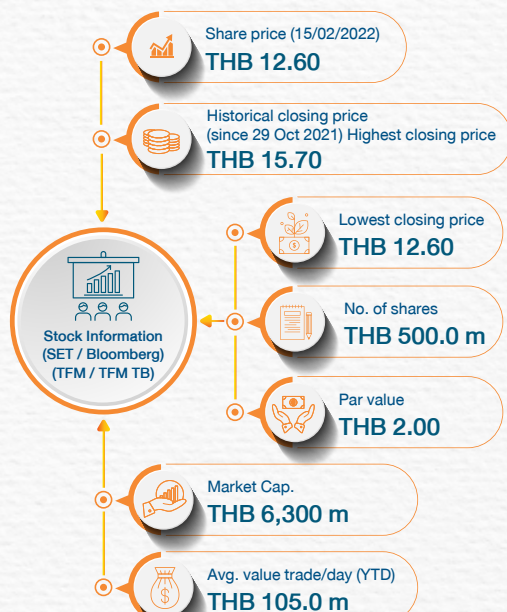 Share price (15/02/2022)
THB 12.60
Historical closing price
(since 29 Oct 2021) Highest closing price
THB 15.70
Lowest closing price
THB 12.60
No. of shares
THB 500.0 m
Par value
THB 2.00
Stock Information
(SET / Bloomberg)
(TFM / TFM TB)
Market Cap.
THB 6,300 m
Avg. value trade/day (YTD)
THB 105.0 m